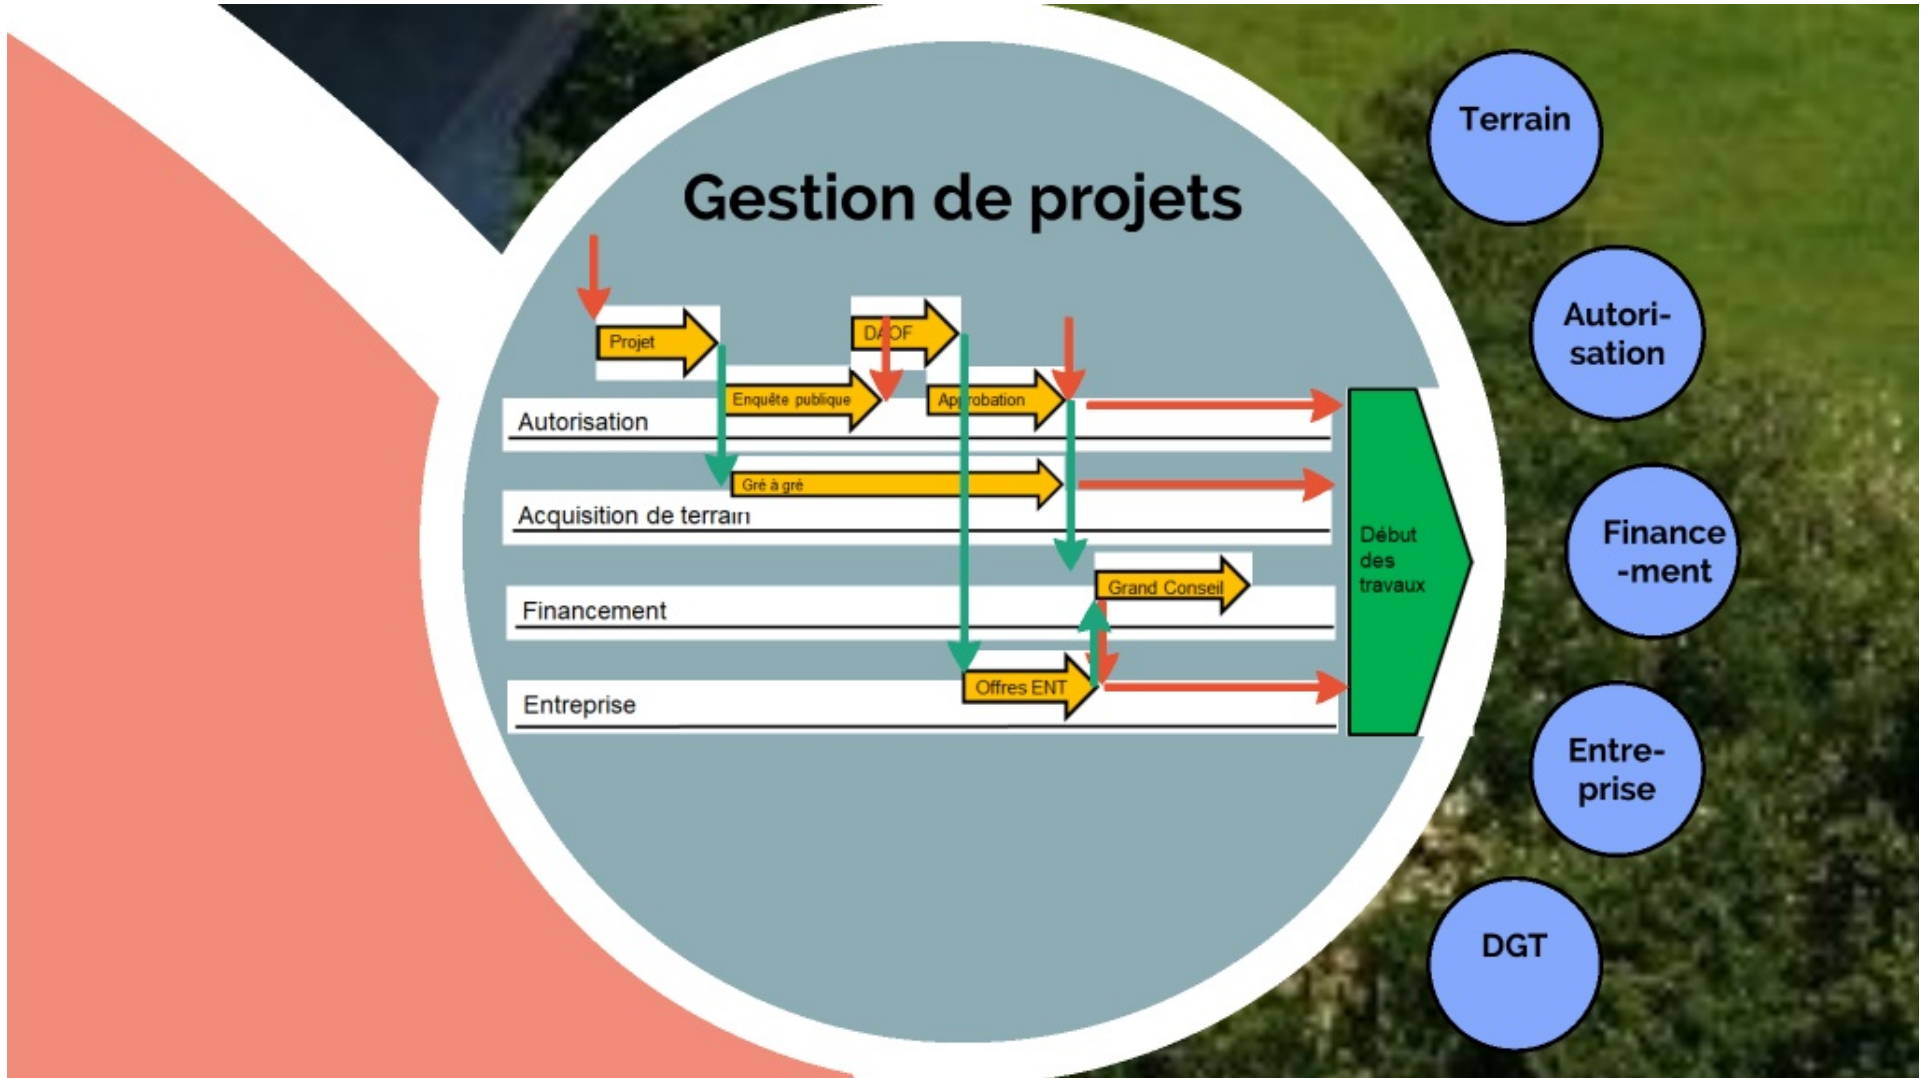 Gestion de projets
Projet
DAOF
Enquête publique
Approbation
Autorisation
Gré à gré
Acquisition de terrain
Grand Conseil
Financement
Offres ENT
Entreprise
Début
des
travaux
Terrain
Autori-
sation
Finance
-ment
Entre-
prise
DGT